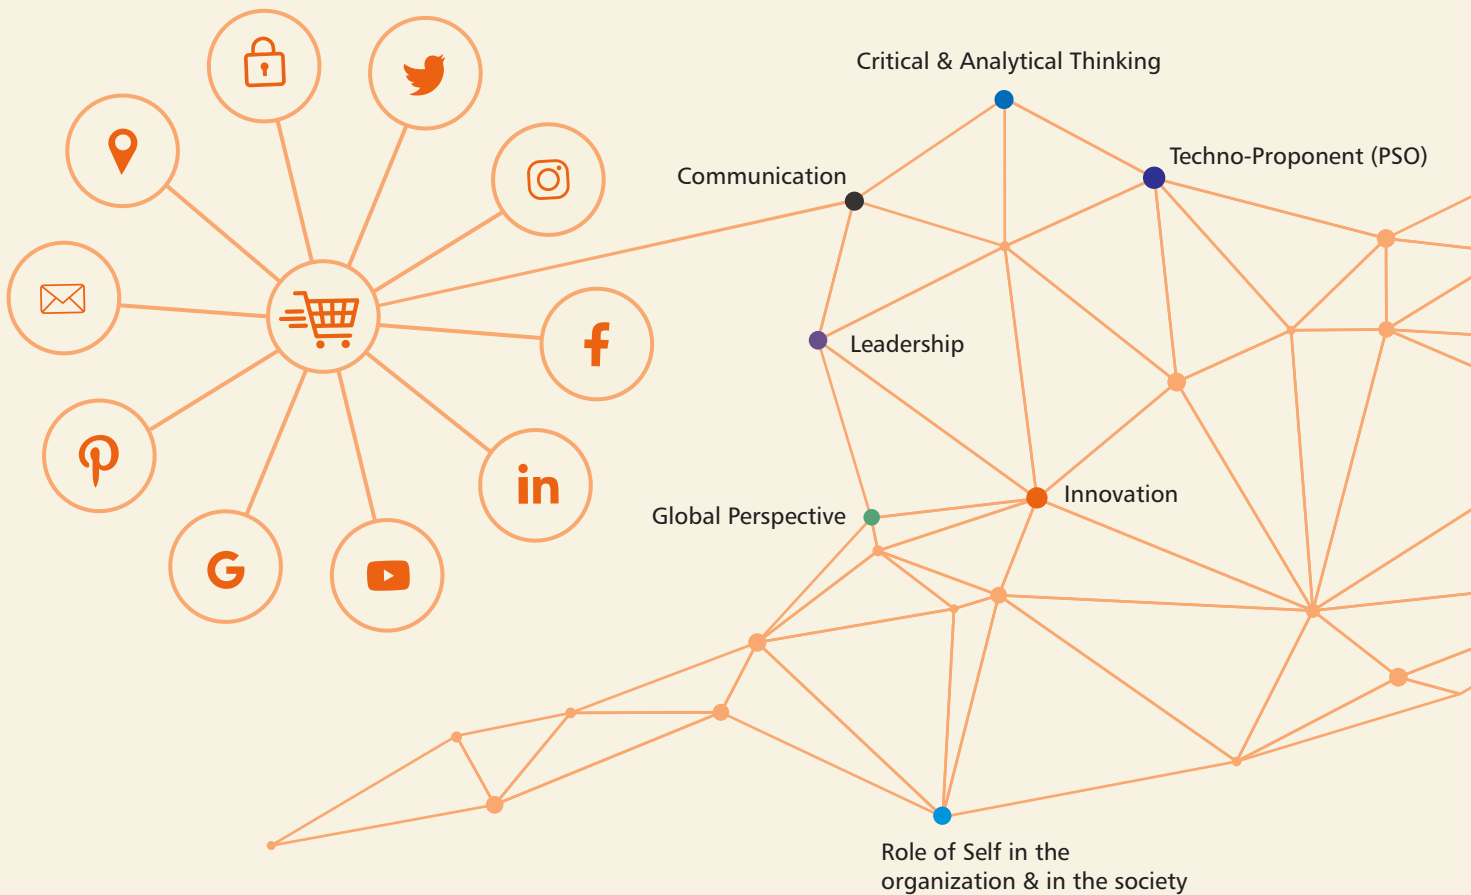 Critical & Analytical Thinking
Techno-Proponent (PSO)
Communication
Leadership
Innovation
Global Perspective
Role of Self in the
organization & in the society